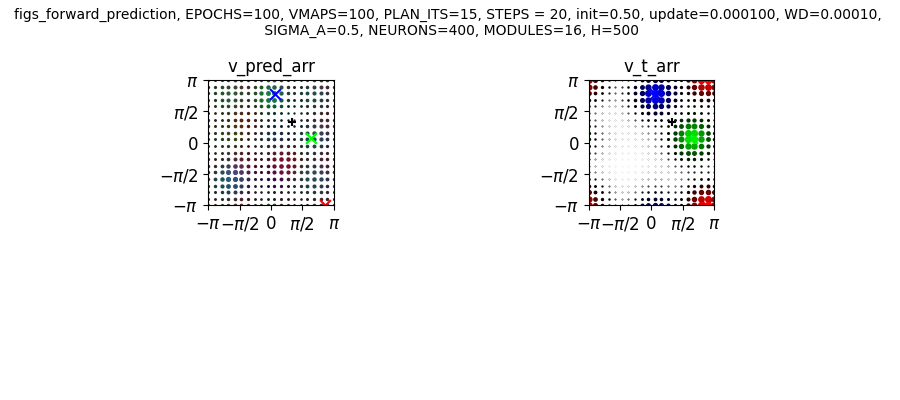 figs_forward_prediction, EPOCHS=100, VMAPS=100, PLAN_ITS=15, STEPS = 20, init=0.50, update=0.000100, WD=0.00010,
SIGMA_A=0.5, NEURONS=400, MODULES=16, H=500
v_pred_arr
π
π/2
0
−π/2
−π
−π −π/2 0 π/2 π
v_t_arr
π
π/2
0
−π/2
−π
−π −π/2 0 π/2 π